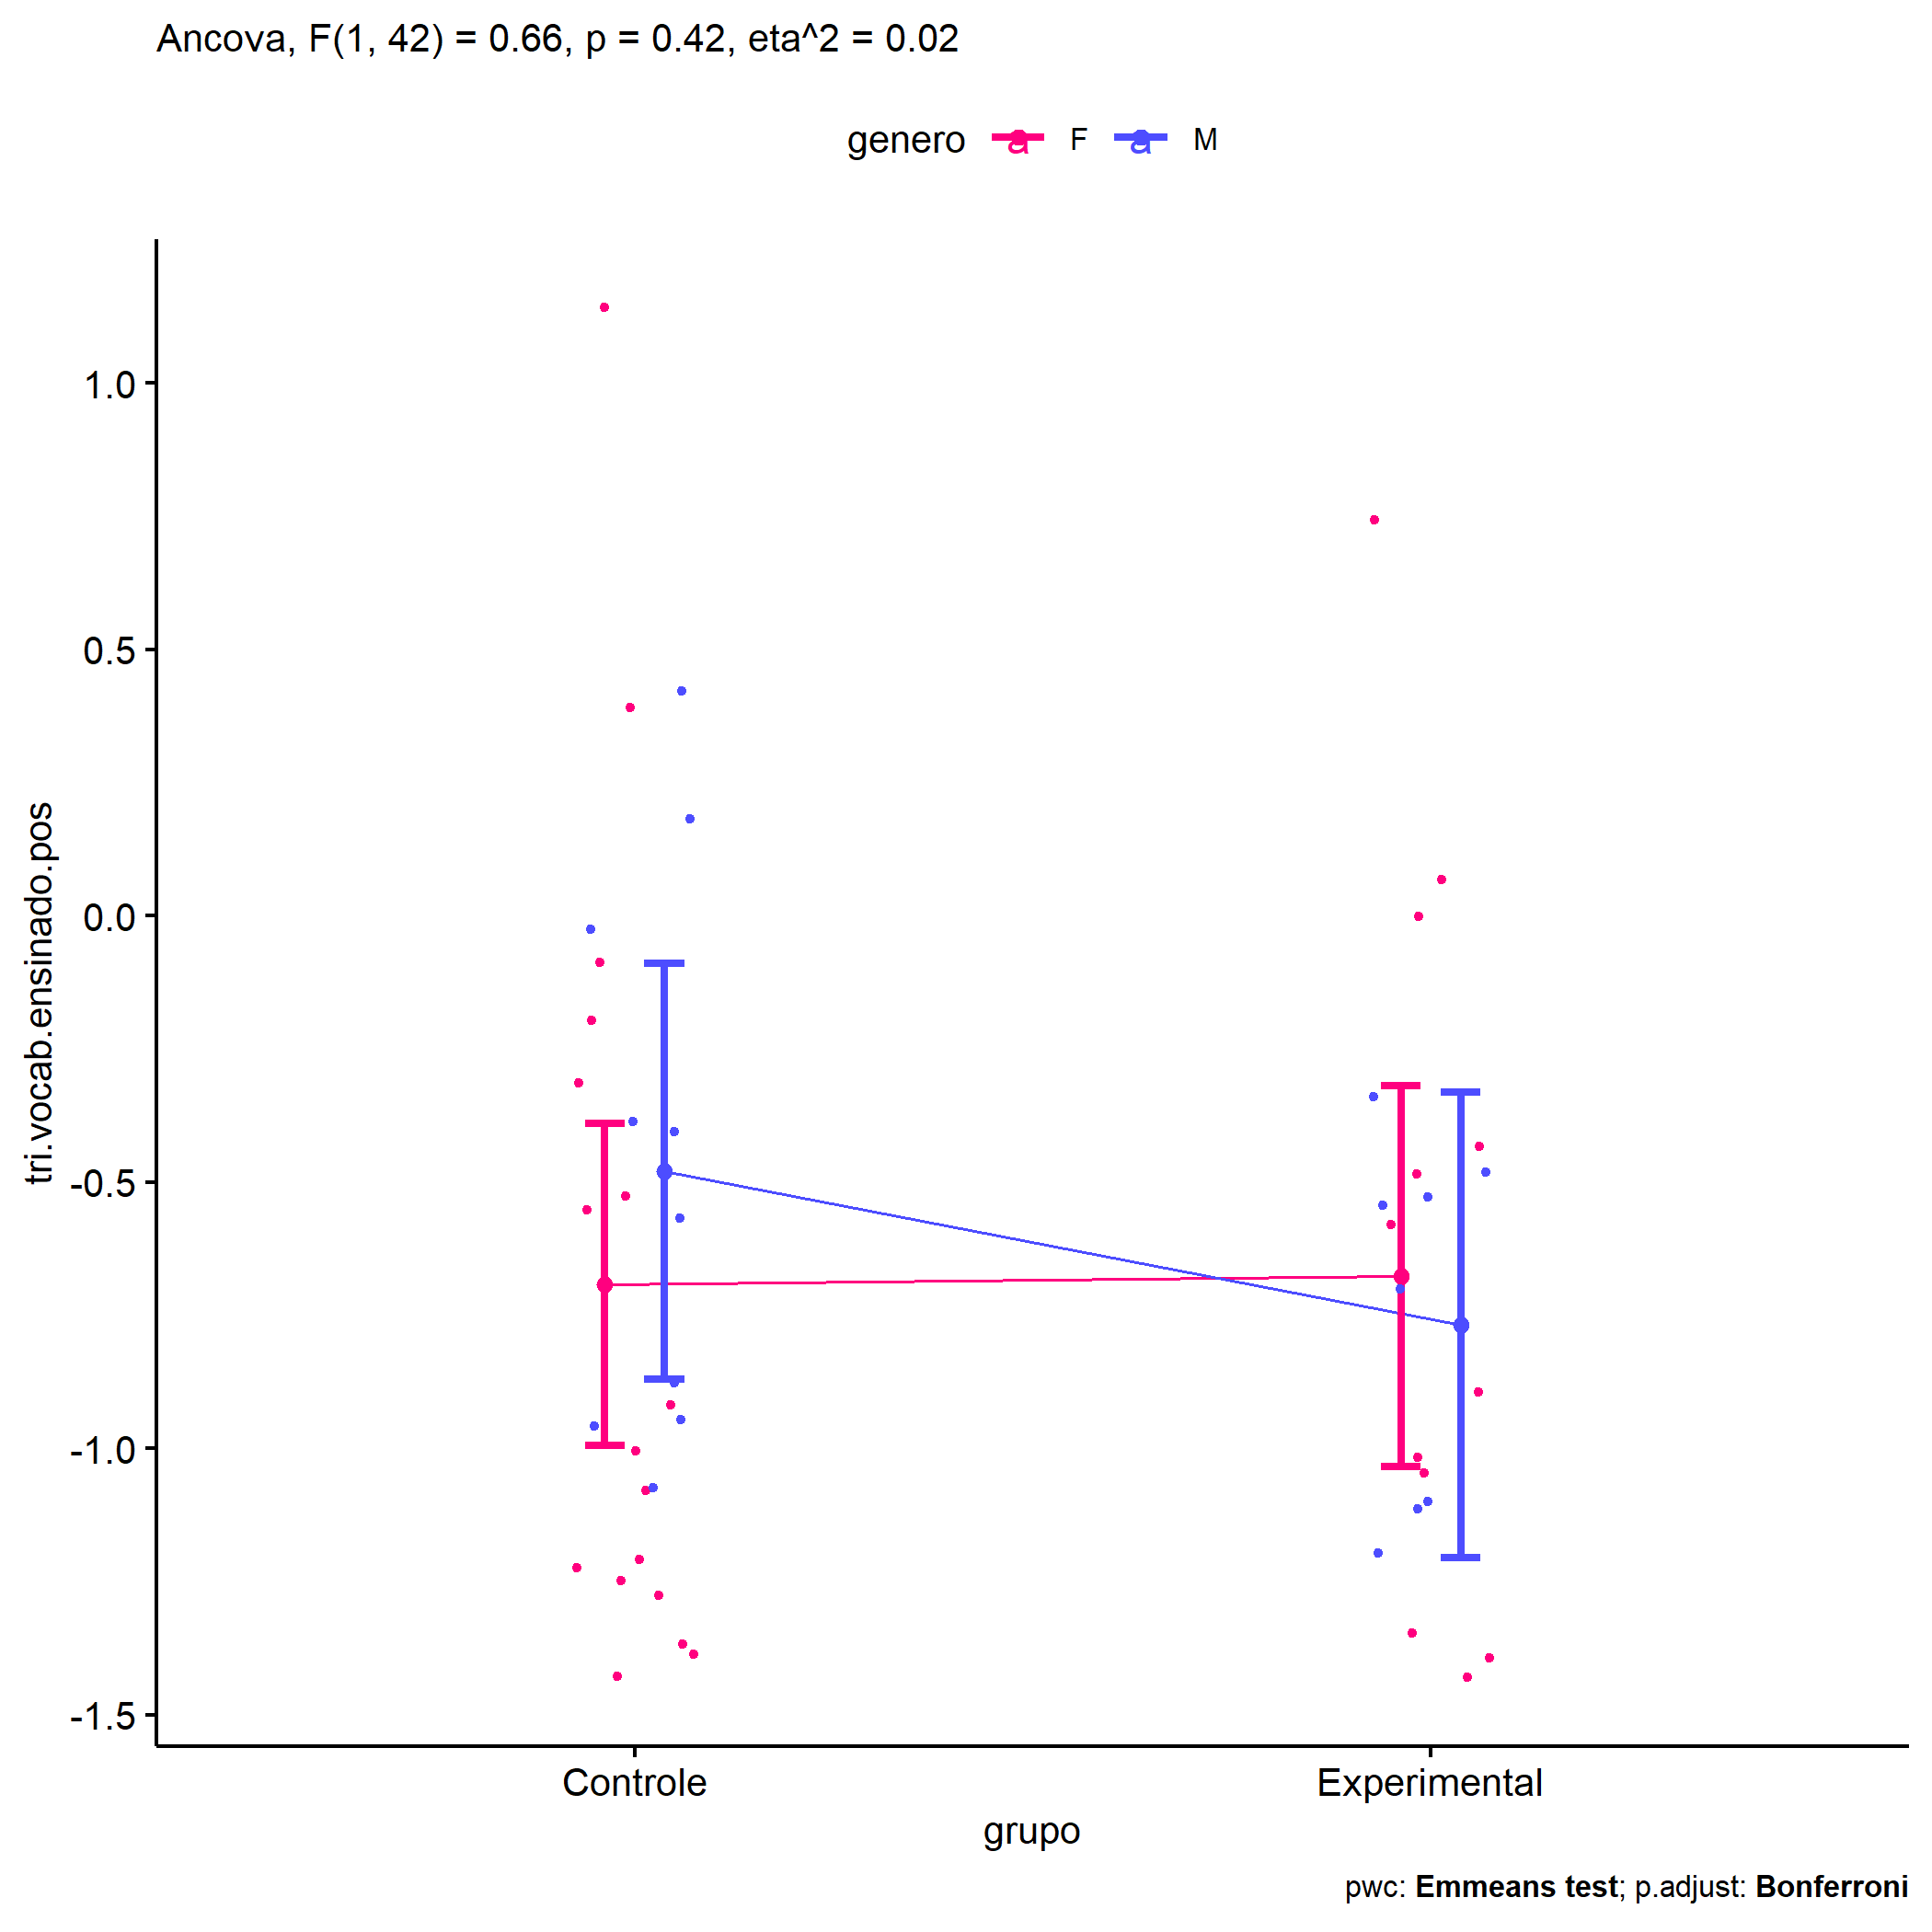 Ancova, F(1, 42) = 0.66, p = 0.42, eta^2 = 0.02
genero a F a M
1.0
0.5
0.0
-0.5
-1.0
-1.5
tri.vocab.ensinado.pos
Controle Experimental
grupo
pwc: Emmeans test; p.adjust: Bonferroni